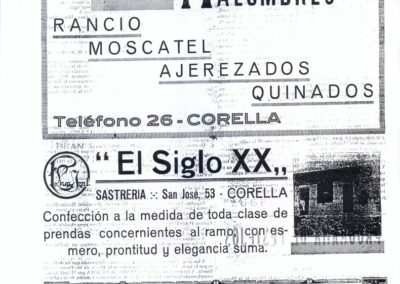 RANCIO
MOSCATEL
AJEREZADOS
QUINADOS
Teléfono 26 - CORELLA
“ El Siglo XX„
SASTRERIA :-: San José, 53 - CORELLA
Confección a la medida de toda clase de
prendas concernientes al ramo, con es-
mero, prontitud y elegancia suma.